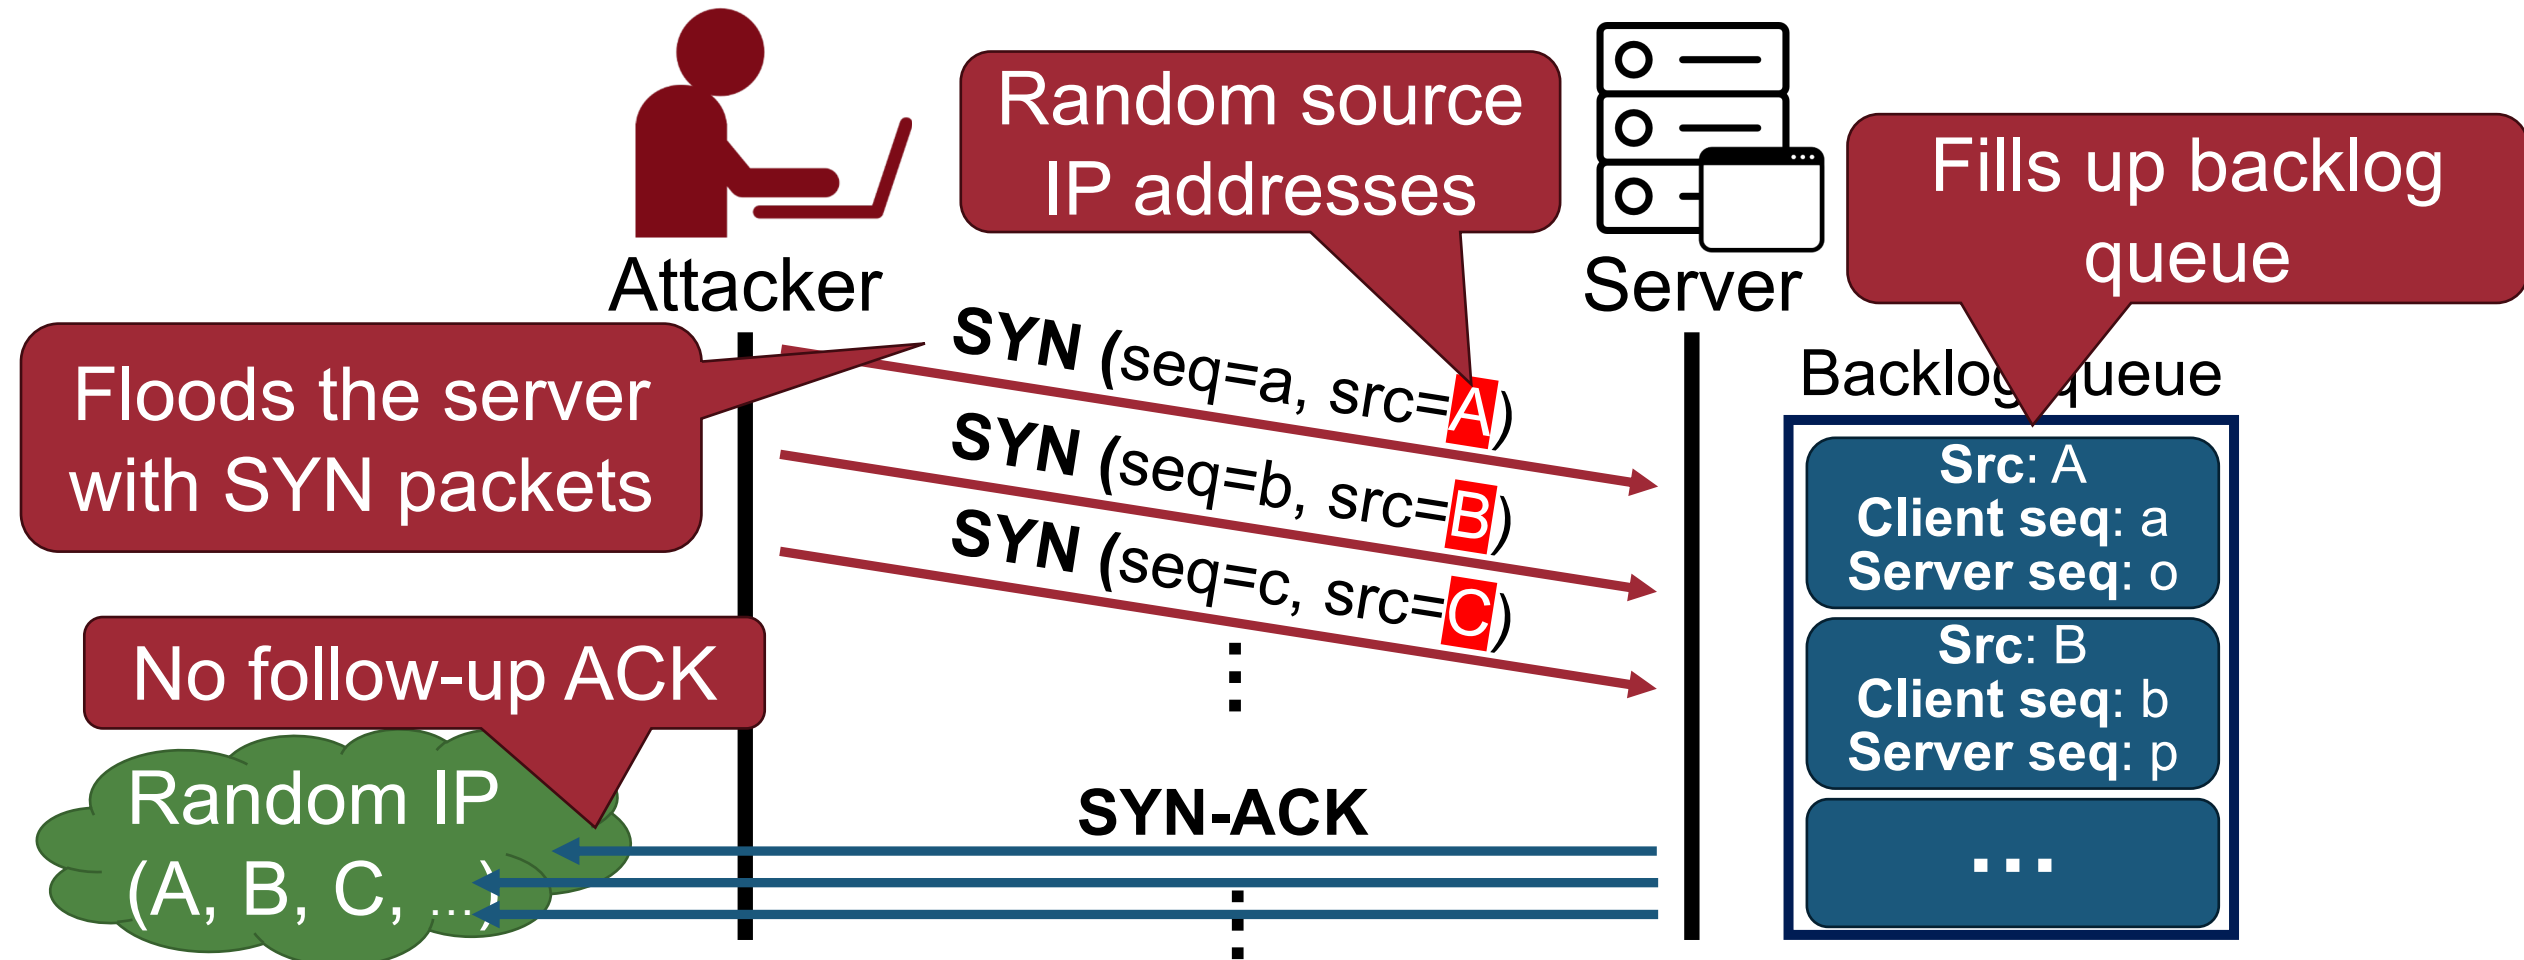 Random source
IP addresses
Fills up backlog
queue
Attacker
Server
Floods the server
with SYN packets
SYN (seq=a, src=A)
SYN (seq=b, src=B)
SYN (seq=c, src=C)
⋮
Backlog queue
Src: A
Client seq: a
Server seq: o
Src: B
Client seq: b
Server seq: p
...
No follow-up ACK
Random IP
(A, B, C, ...)
SYN-ACK
⋮